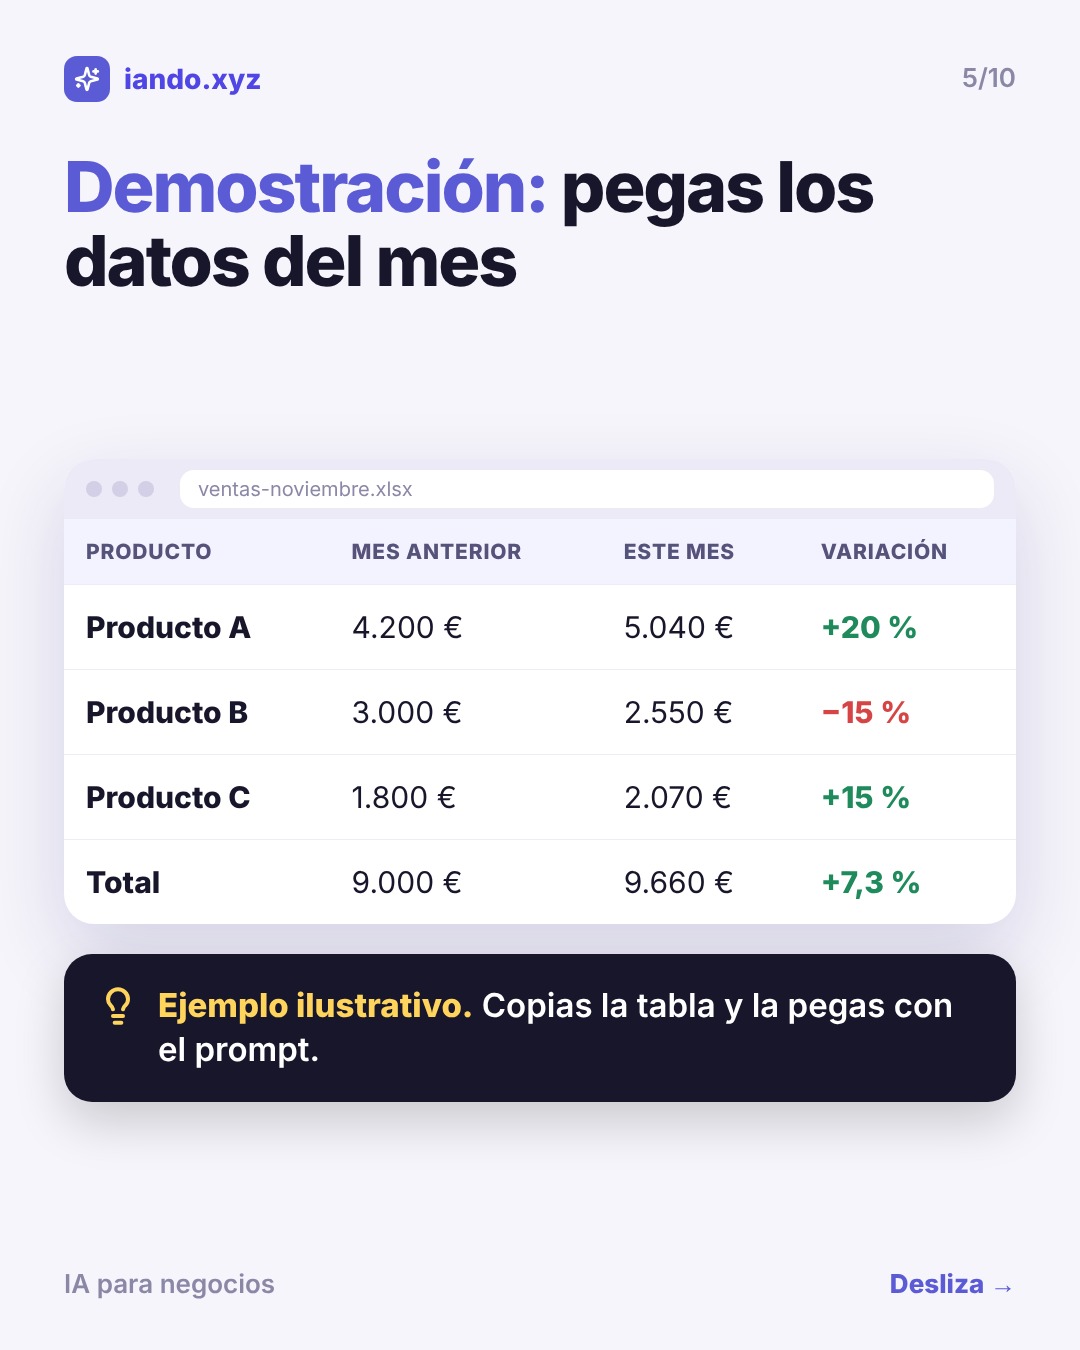 iando.xyz
5/10
Demostración: pegas los
datos del mes
ventas-noviembre.xlsx
PRODUCTO MES ANTERIOR ESTE MES VARIACIÓN
Producto A 4.200 € 5.040 € +20 %
Producto B 3.000 € 2.550 € −15 %
Producto C 1.800 € 2.070 € +15 %
Total 9.000 € 9.660 € +7,3 %
Ejemplo ilustrativo. Copias la tabla y la pegas con
el prompt.
IA para negocios
Desliza →